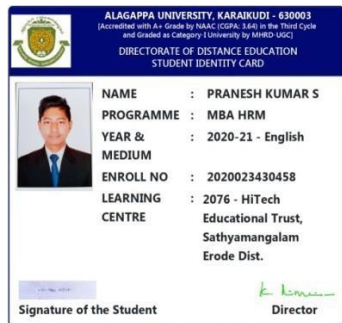 ALAGAPPA UNIVERSITY, KARAIKUDI - 630003
(Accredited with A+ Grade by NAAC (CGPA: 3.64) in the Third Cycle
and Graded as Category-I University by MHRD-UGC)
DIRECTORATE OF DISTANCE EDUCATION
STUDENT IDENTITY CARD
NAME : PRANESH KUMAR S
PROGRAMME : MBA HRM
YEAR & : 2020-21 - English
MEDIUM
ENROLL NO : 2020023430458
LEARNING : 2076 - HiTech
CENTRE Educational Trust,
Sathyamangalam
Erode Dist.
Signature of the Student Director